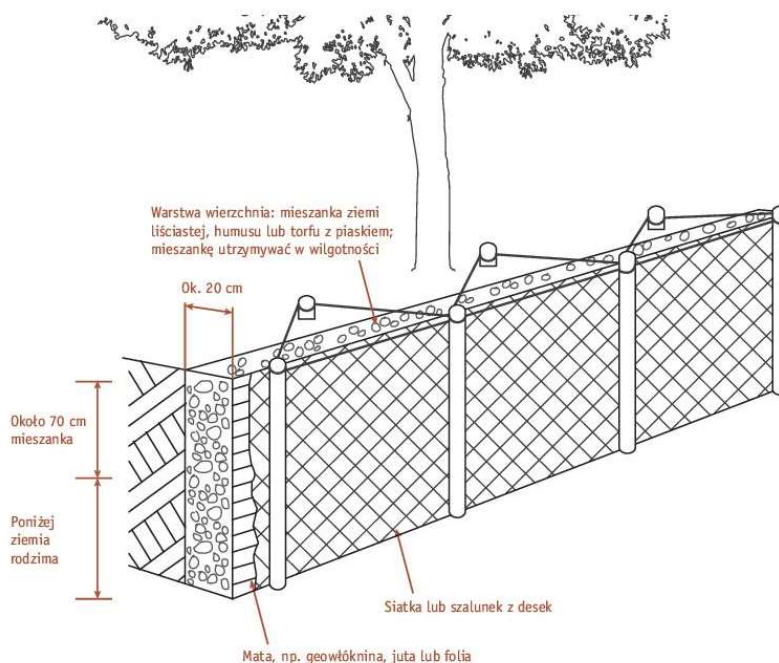 Warstwa wierzchnia: mieszanka ziemi
liściastej, humusu lub torfu z piaskiem;
mieszankę utrzymywać w wilgotności
Ok. 20 cm
Około 70 cm
mieszanka
Poniżej
ziemia
rodzima
Siatka lub szalunek z desek
Mata, np. geowłóknina, juta lub folia